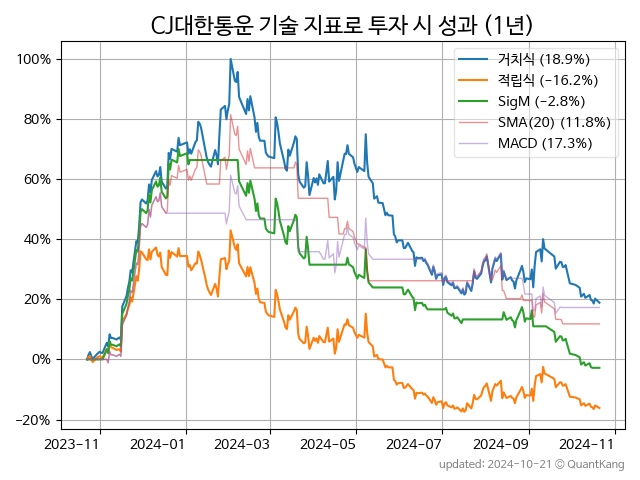 CJ대한통운 기술 지표로 투자 시 성과 (1년)
100%
80%
60%
40%
20%
0%
−20%
거치식 (18.9%)
적립식 (−16.2%)
SigM (−2.8%)
SMA(20) (11.8%)
MACD (17.3%)
2023-11 2024-01 2024-03 2024-05 2024-07 2024-09 2024-11
updated: 2024-10-21 © QuantKang